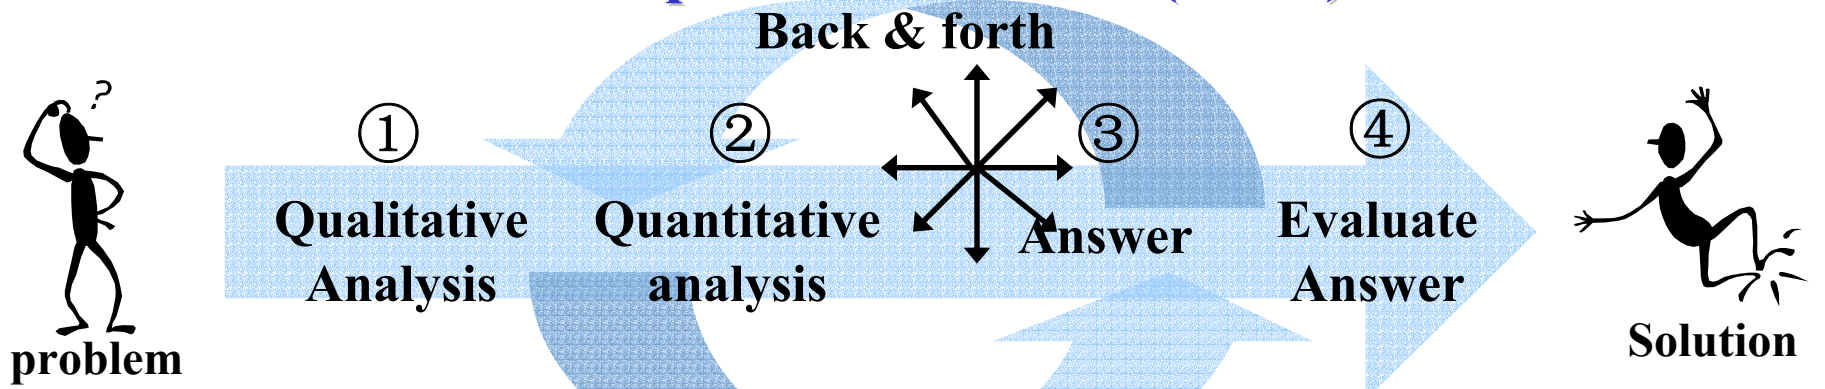 Back & forth
?
① ② ③ ④
Qualitative Analysis
Quantitative analysis
Answer
Evaluate Answer
problem
Solution